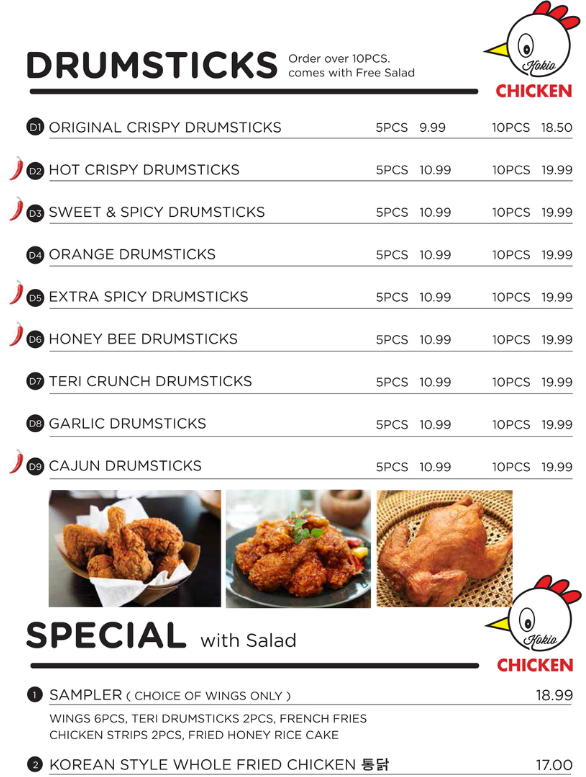 DRUMSTICKS
Order over 10PCS.
comes with Free Salad
Kokio
CHICKEN
D1 ORIGINAL CRISPY DRUMSTICKS 5PCS 9.99 10PCS 18.50
D2 HOT CRISPY DRUMSTICKS 5PCS 10.99 10PCS 19.99
D3 SWEET & SPICY DRUMSTICKS 5PCS 10.99 10PCS 19.99
D4 ORANGE DRUMSTICKS 5PCS 10.99 10PCS 19.99
D5 EXTRA SPICY DRUMSTICKS 5PCS 10.99 10PCS 19.99
D6 HONEY BEE DRUMSTICKS 5PCS 10.99 10PCS 19.99
D7 TERI CRUNCH DRUMSTICKS 5PCS 10.99 10PCS 19.99
D8 GARLIC DRUMSTICKS 5PCS 10.99 10PCS 19.99
D9 CAJUN DRUMSTICKS 5PCS 10.99 10PCS 19.99
SPECIAL with Salad
Kokio
CHICKEN
1 SAMPLER ( CHOICE OF WINGS ONLY ) 18.99
WINGS 6PCS, TERI DRUMSTICKS 2PCS, FRENCH FRIES
CHICKEN STRIPS 2PCS, FRIED HONEY RICE CAKE
2 KOREAN STYLE WHOLE FRIED CHICKEN 통닭 17.00